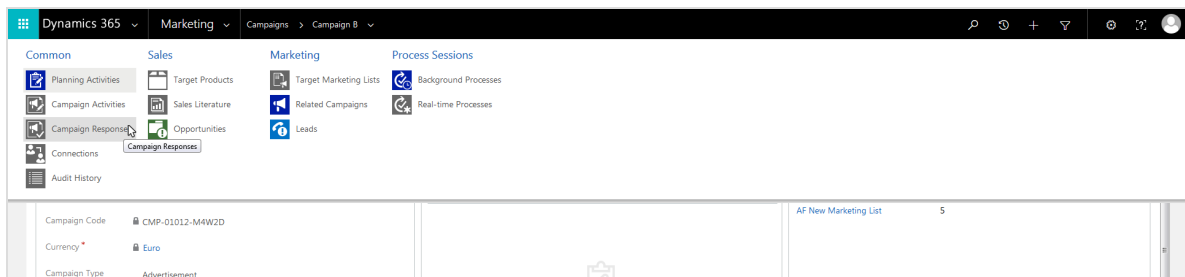 Dynamics 365 Marketing Campaigns > Campaign B
Common
Planning Activities
Campaign Activities
Campaign Responses
Campaign Responses
Connections
Audit History
Sales
Target Products
Sales Literature
Opportunities
Marketing
Target Marketing Lists
Related Campaigns
Leads
Process Sessions
Background Processes
Real-time Processes
Campaign Code CMP-01012-M4W2D
Currency * Euro
Campaign Type Advertisement
AF New Marketing List 5